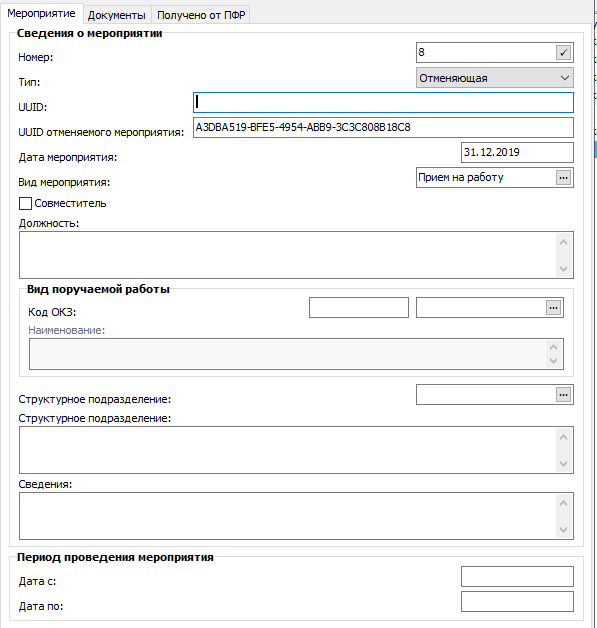 Мероприятие Документы Получено от ПФР
Сведения о мероприятии
Номер: 8
Тип: Отменяющая
UUID:
UUID отменяемого мероприятия: A3DBA519-BFE5-4954-ABB9-3C3C808B18C8
Дата мероприятия: 31.12.2019
Вид мероприятия: Прием на работу ...
Совместитель
Должность:
Вид поручаемой работы
Код ОКЗ: ...
Наименование:
Структурное подразделение: ...
Структурное подразделение:
Сведения:
Период проведения мероприятия
Дата с:
Дата по: